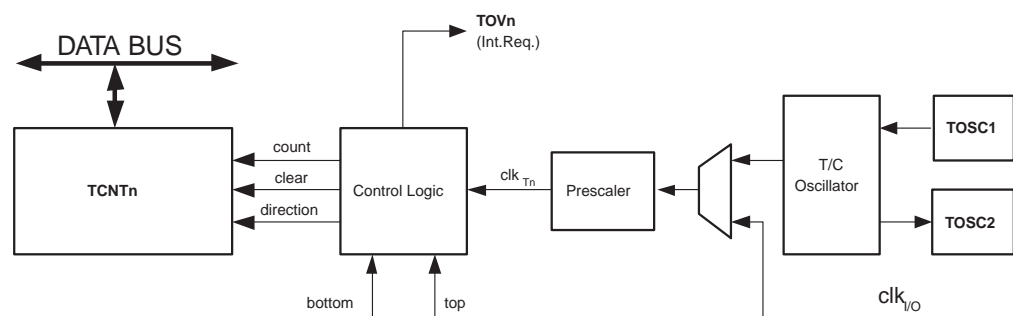 TOVn
(Int.Req.)
DATA BUS
TCNTn
count
clear
direction
Control Logic
clk Tn
Prescaler
T/C
Oscillator
TOSC1
TOSC2
bottom
top
clk I/O